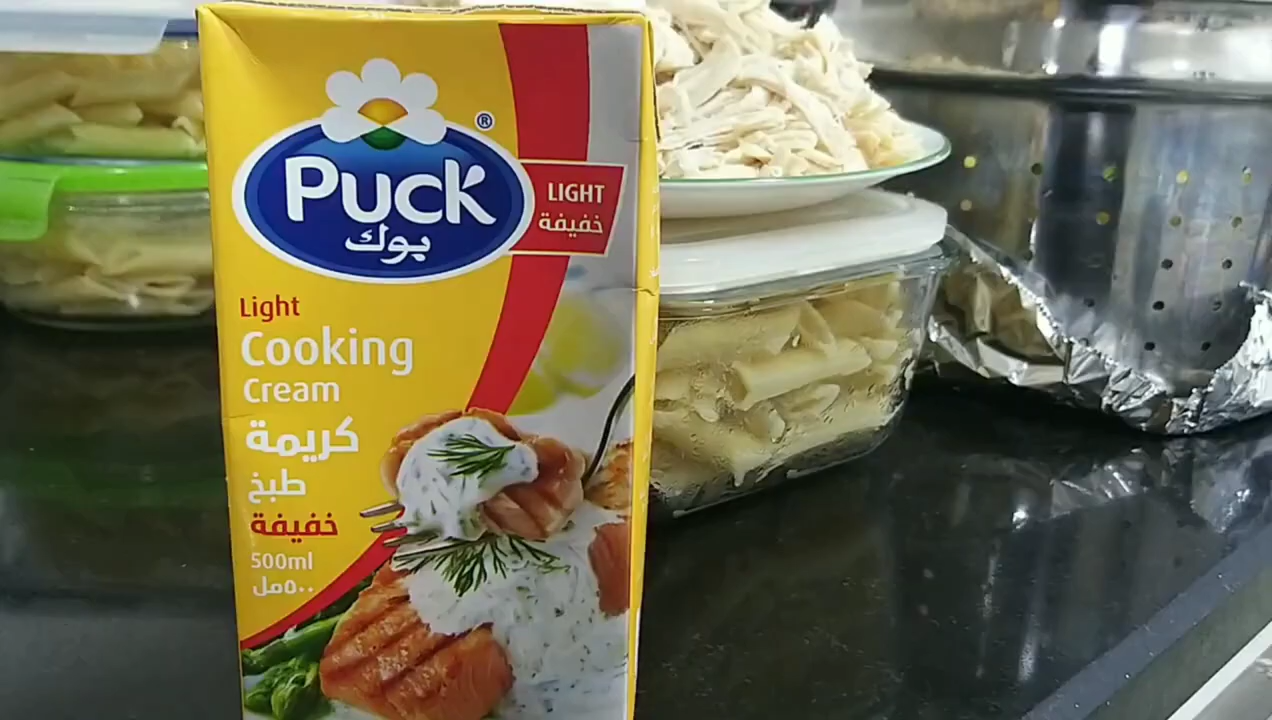 ®
Puck
بوك
LIGHT
خفيفة
Light
Cooking
Cream
كريمة
طبخ
خفيفة
500ml
٥٠٠مل